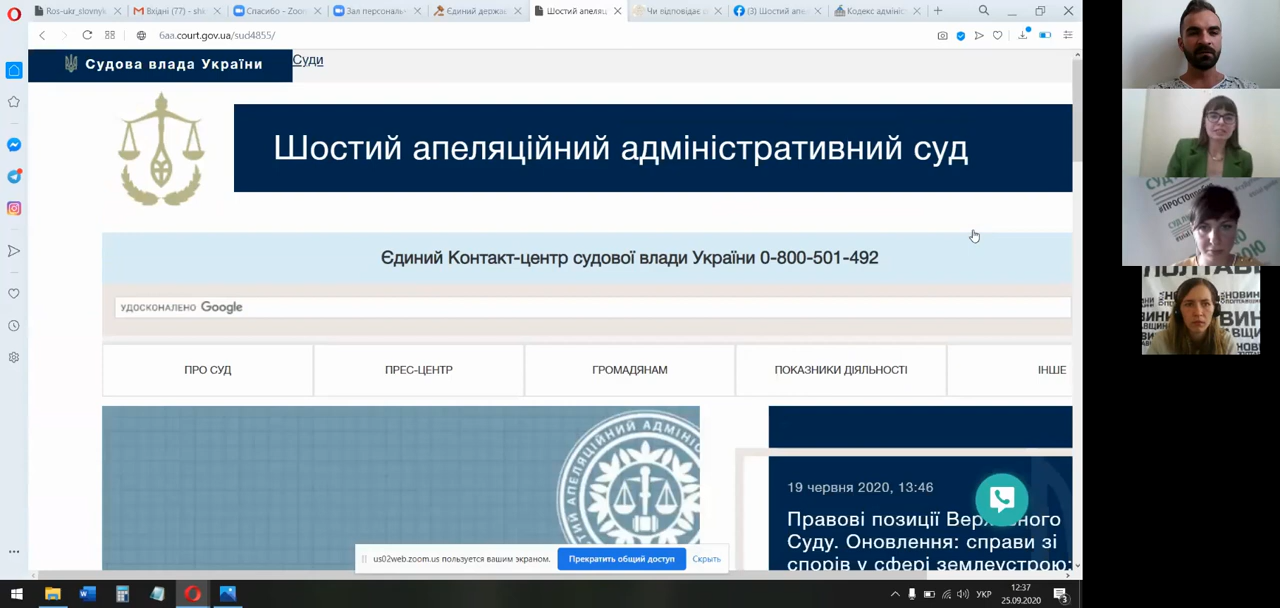 Ros-ukr_slovnyk
Вхідні (77) - shk
Спасибо - Zoom
Зал персональ
Єдиний держав
Шостий апеляц
Чи відповідає
(3) Шостий апе
Кодекс адмініс
6aa.court.gov.ua/sud4855/
Судова влада України
Суди
Шостий апеляційний адміністративний суд
Єдиний Контакт-центр судової влади України 0-800-501-492
УДОСКОНАЛЕНО Google
ПРО СУД
ПРЕС-ЦЕНТР
ГРОМАДЯНАМ
ПОКАЗНИКИ ДІЯЛЬНОСТІ
ІНШЕ
19 червня 2020, 13:46
Правові позиції Верховного
Суду. Оновлення: справи зі
спорів у сфері землеустрою:
us02web.zoom.us пользуется вашим экраном.
Прекратить общий доступ
Скрыть
УКР
12:37
25.09.2020